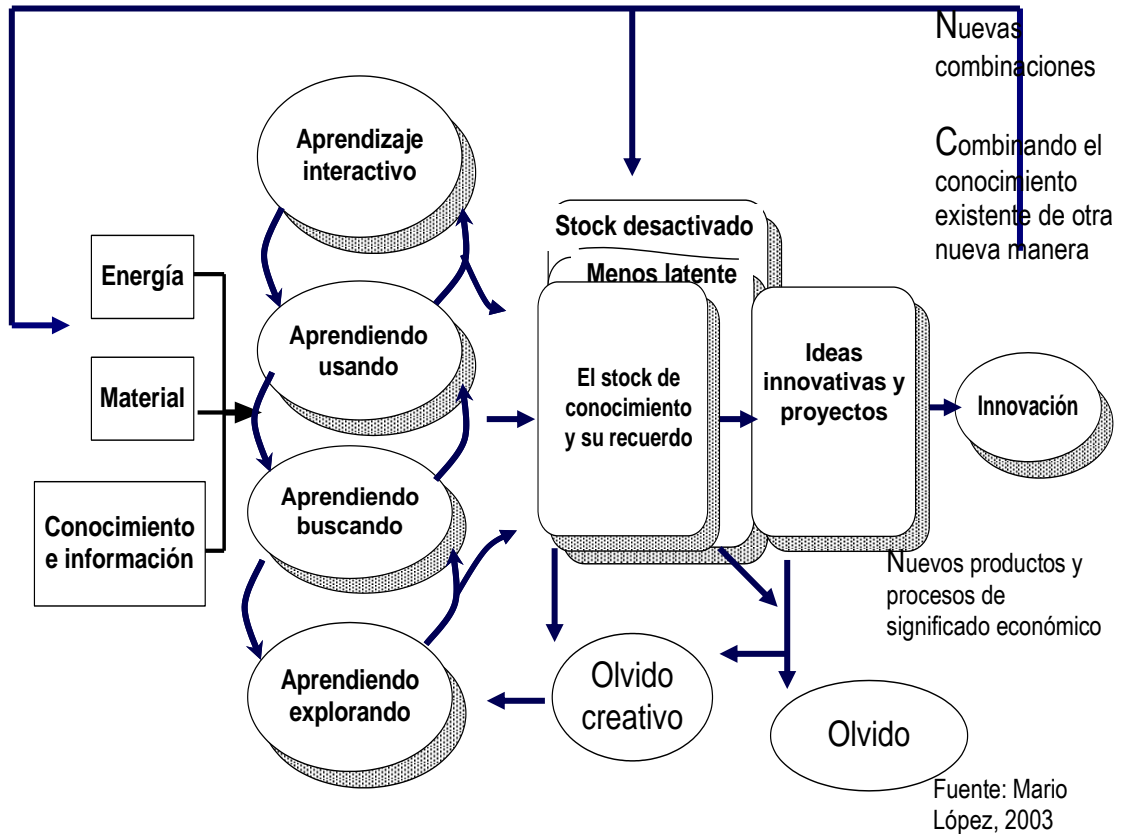 Nuevas
combinaciones
Combinando el
conocimiento
existente de otra
nueva manera
Aprendizaje
interactivo
Stock desactivado
Menos latente
Energía
Material
Conocimiento
e información
Aprendiendo
usando
Aprendiendo
buscando
Aprendiendo
explorando
El stock de
conocimiento
y su recuerdo
Ideas
innovativas y
proyectos
Innovación
Nuevos productos y
procesos de
significado económico
Olvido
creativo
Olvido
Fuente: Mario
López, 2003